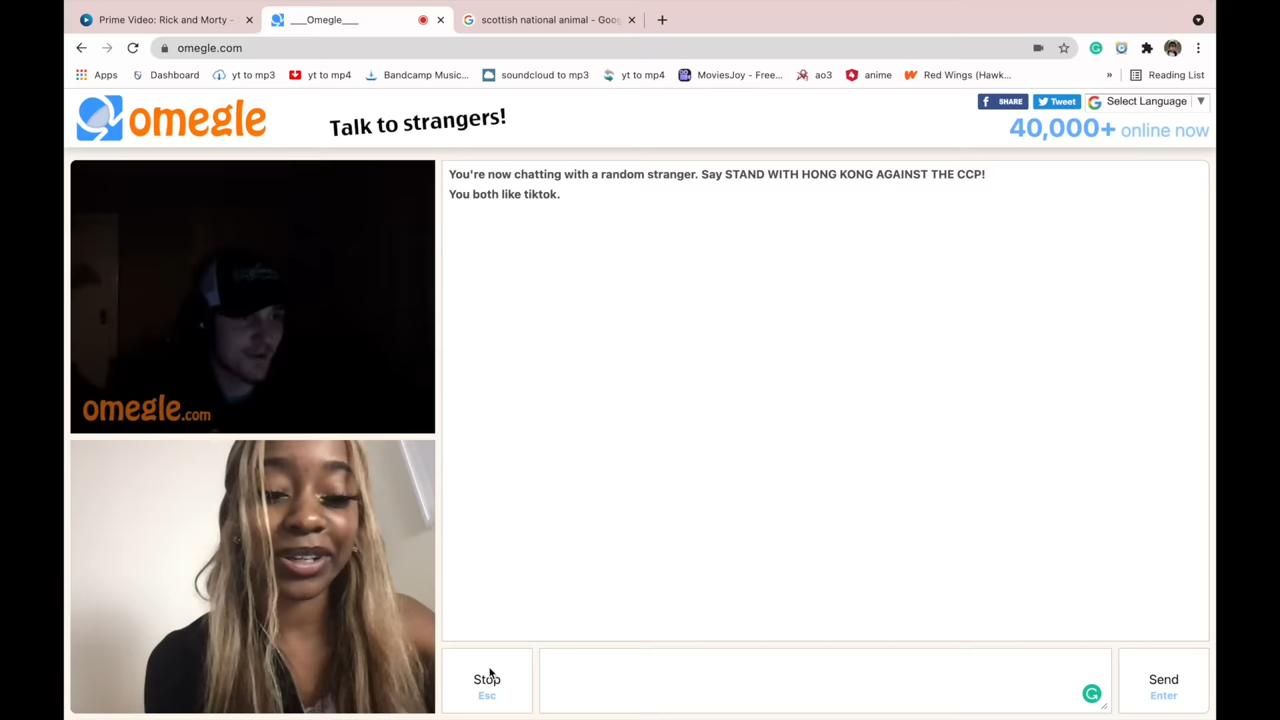 Prime Video: Rick and Morty -
___Omegle___
scottish national animal - Goo
omegle.com
Apps
Dashboard
yt to mp3
yt to mp4
Bandcamp Music...
soundcloud to mp3
yt to mp4
MoviesJoy - Free...
ao3
anime
Red Wings (Hawk...
»
Reading List
omegle
Talk to strangers!
SHARE
Tweet
Select Language
40,000+ online now
You're now chatting with a random stranger. Say STAND WITH HONG KONG AGAINST THE CCP!
You both like tiktok.
omegle.com
Stop
Esc
Send
Enter